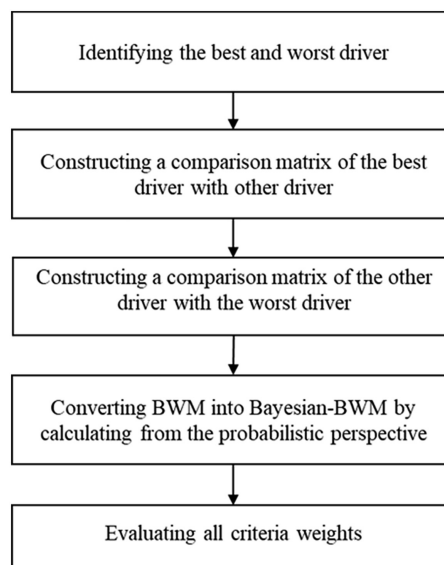 Identifying the best and worst driver
Constructing a comparison matrix of the best
driver with other driver
Constructing a comparison matrix of the other
driver with the worst driver
Converting BWM into Bayesian-BWM by
calculating from the probabilistic perspective
Evaluating all criteria weights